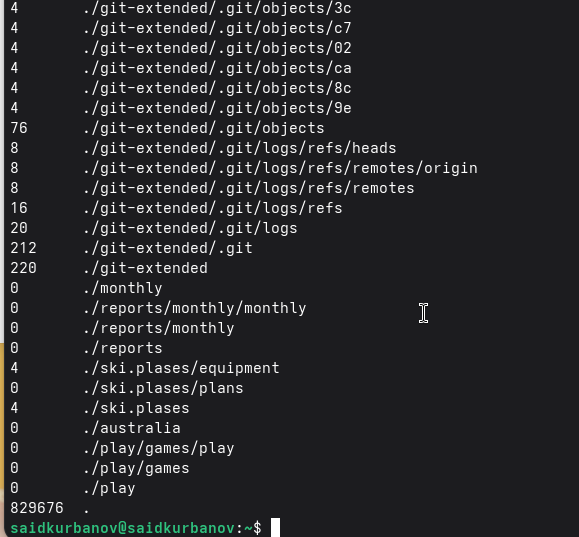 4 ./git-extended/.git/objects/3c
4 ./git-extended/.git/objects/c7
4 ./git-extended/.git/objects/02
4 ./git-extended/.git/objects/ca
4 ./git-extended/.git/objects/8c
4 ./git-extended/.git/objects/9e
76 ./git-extended/.git/objects
8 ./git-extended/.git/logs/refs/heads
8 ./git-extended/.git/logs/refs/remotes/origin
8 ./git-extended/.git/logs/refs/remotes
16 ./git-extended/.git/logs/refs
20 ./git-extended/.git/logs
212 ./git-extended/.git
220 ./git-extended
0 ./monthly
0 ./reports/monthly/monthly
0 ./reports/monthly
0 ./reports
4 ./ski.plases/equipment
0 ./ski.plases/plans
4 ./ski.plases
0 ./australia
0 ./play/games/play
0 ./play/games
0 ./play
829676 .
saidkurbanov@saidkurbanov:~$